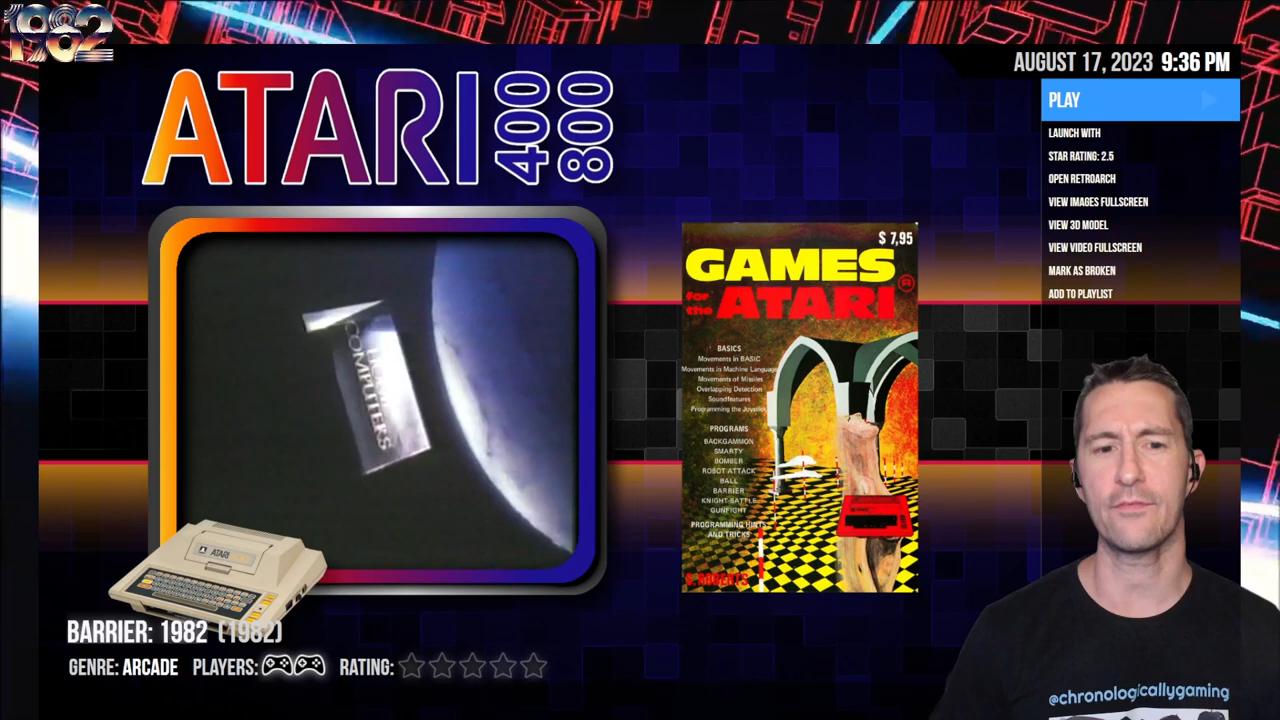 1982
AUGUST 17, 2023 9:36 PM
ATARI 400 800
PLAY
LAUNCH WITH
STAR RATING: 2.5
OPEN RETROARCH
VIEW IMAGES FULLSCREEN
VIEW 3D MODEL
VIEW VIDEO FULLSCREEN
MARK AS BROKEN
ADD TO PLAYLIST
COMPUTERS
$ 7,95
GAMES
for the ATARI ®
BASICS
Movements in BASIC
Movements in Machine Language
Movements of Missiles
Overlapping Detection
Soundfeatures
Programming the Joystick
PROGRAMS
BACKGAMMON
SMARTY
BOMBER
ROBOT ATTACK
BALL
BARRIER
KNIGHT-BATTLE
GUNFIGHT
PROGRAMMING HINTS
AND TRICKS
S. ROBERTS
ATARI
BARRIER: 1982 (1982)
GENRE: ARCADE PLAYERS: RATING:
@chronologicallygaming